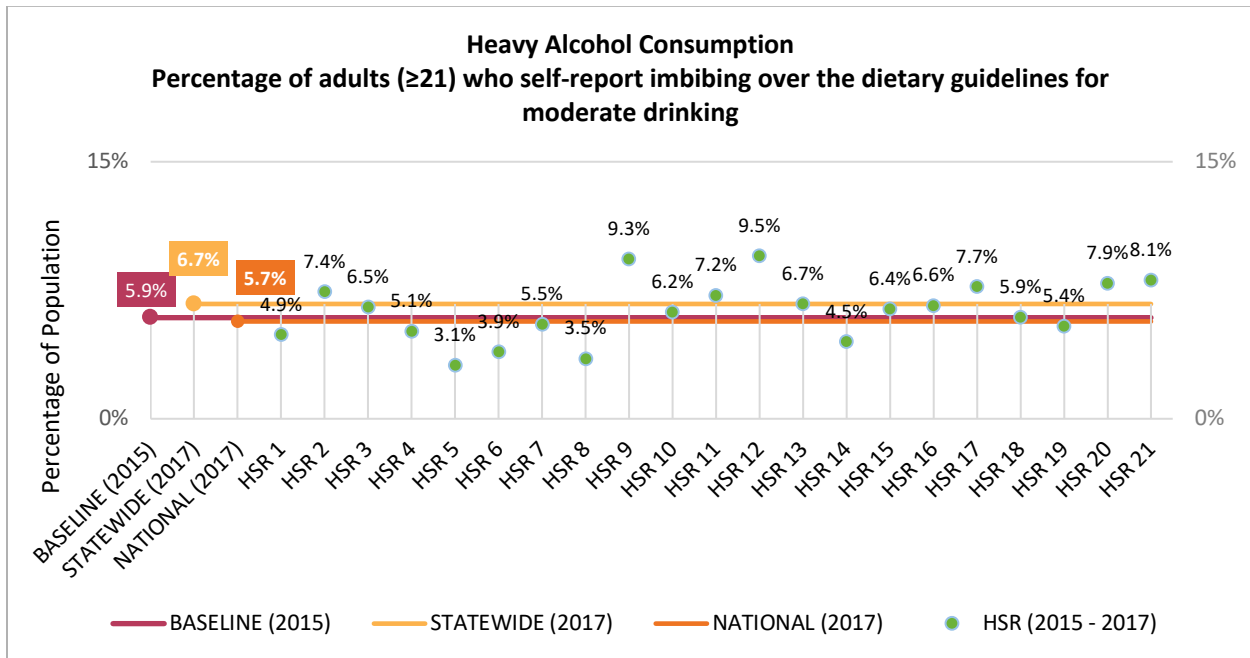 Heavy Alcohol Consumption
Percentage of adults (≥21) who self-report imbibing over the dietary guidelines for
moderate drinking
15%
15%
Percentage of Population
5.9%
6.7%
5.7%
4.9%
7.4%
6.5%
5.1%
3.1%
3.9%
5.5%
3.5%
9.3%
6.2%
7.2%
9.5%
6.7%
4.5%
6.4%
6.6%
7.7%
5.9%
5.4%
7.9%
8.1%
0%
0%
BASELINE (2015)
STATEWIDE (2017)
NATIONAL (2017)
HSR 1
HSR 2
HSR 3
HSR 4
HSR 5
HSR 6
HSR 7
HSR 8
HSR 9
HSR 10
HSR 11
HSR 12
HSR 13
HSR 14
HSR 15
HSR 16
HSR 17
HSR 18
HSR 19
HSR 20
HSR 21
BASELINE (2015)
STATEWIDE (2017)
NATIONAL (2017)
HSR (2015 - 2017)